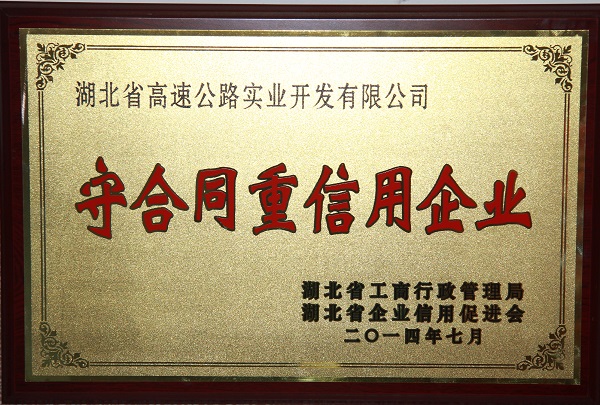 湖北省高速公路实业开发有限公司
守合同重信用企业
湖北省工商行政管理局
湖北省企业信用促进会
二〇一四年七月